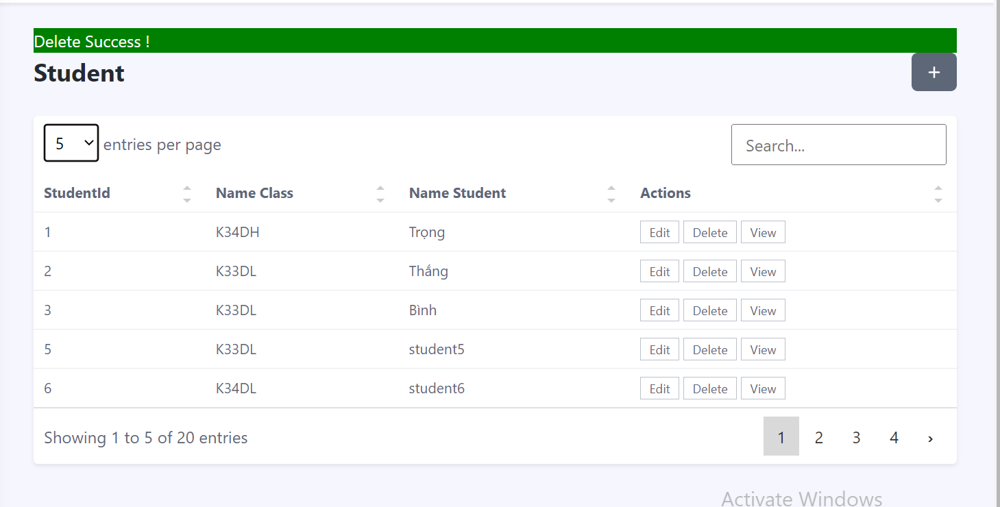 Delete Success !
Student
+
5 entries per page
Search...
StudentId Name Class Name Student Actions
1 K34DH Trọng Edit Delete View
2 K33DL Thắng Edit Delete View
3 K33DL Bình Edit Delete View
5 K33DL student5 Edit Delete View
6 K34DL student6 Edit Delete View
Showing 1 to 5 of 20 entries 1 2 3 4 ›
Activate Windows